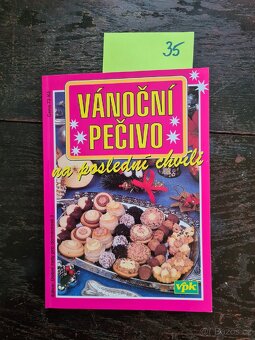 35
VÁNOČNÍ
PEČIVO
na poslední chvíli
vpk